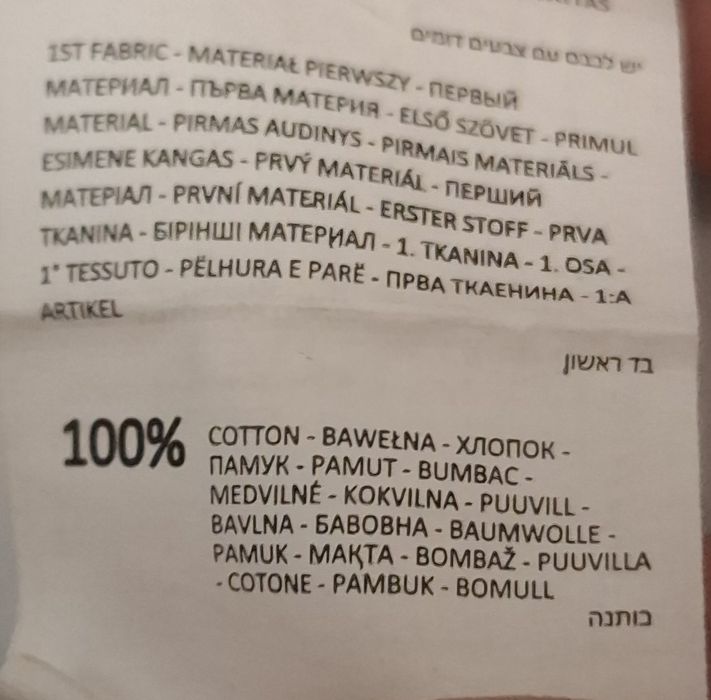 יש לכבס עם צבעים דומים
1ST FABRIC - MATERIAŁ PIERWSZY - ПЕРВЫЙ
МАТЕРИАЛ - ПЪРВА МАТЕРИЯ - ELSŐ SZÖVET - PRIMUL
MATERIAL - PIRMAS AUDINYS - PIRMAIS MATERIĀLS -
ESIMENE KANGAS - PRVÝ MATERIÁL - ПЕРШИЙ
МАТЕРІАЛ - PRVNÍ MATERIÁL - ERSTER STOFF - PRVA
TKANINA - БІРІНШІ МАТЕРИАЛ - 1. TKANINA - 1. OSA -
1° TESSUTO - PËLHURA E PARË - ПРВА ТКАЕНИНА - 1:A
ARTIKEL
בד ראשון
100% COTTON - BAWEŁNA - ХЛОПОК -
ПАМУК - PAMUT - BUMBAC -
MEDVILNÉ - KOKVILNA - PUUVILL -
BAVLNA - БАВОВНА - BAUMWOLLE -
PAMUK - МАҚТА - BOMBAŽ - PUUVILLA
- COTONE - PAMBUK - BOMULL
כותנה